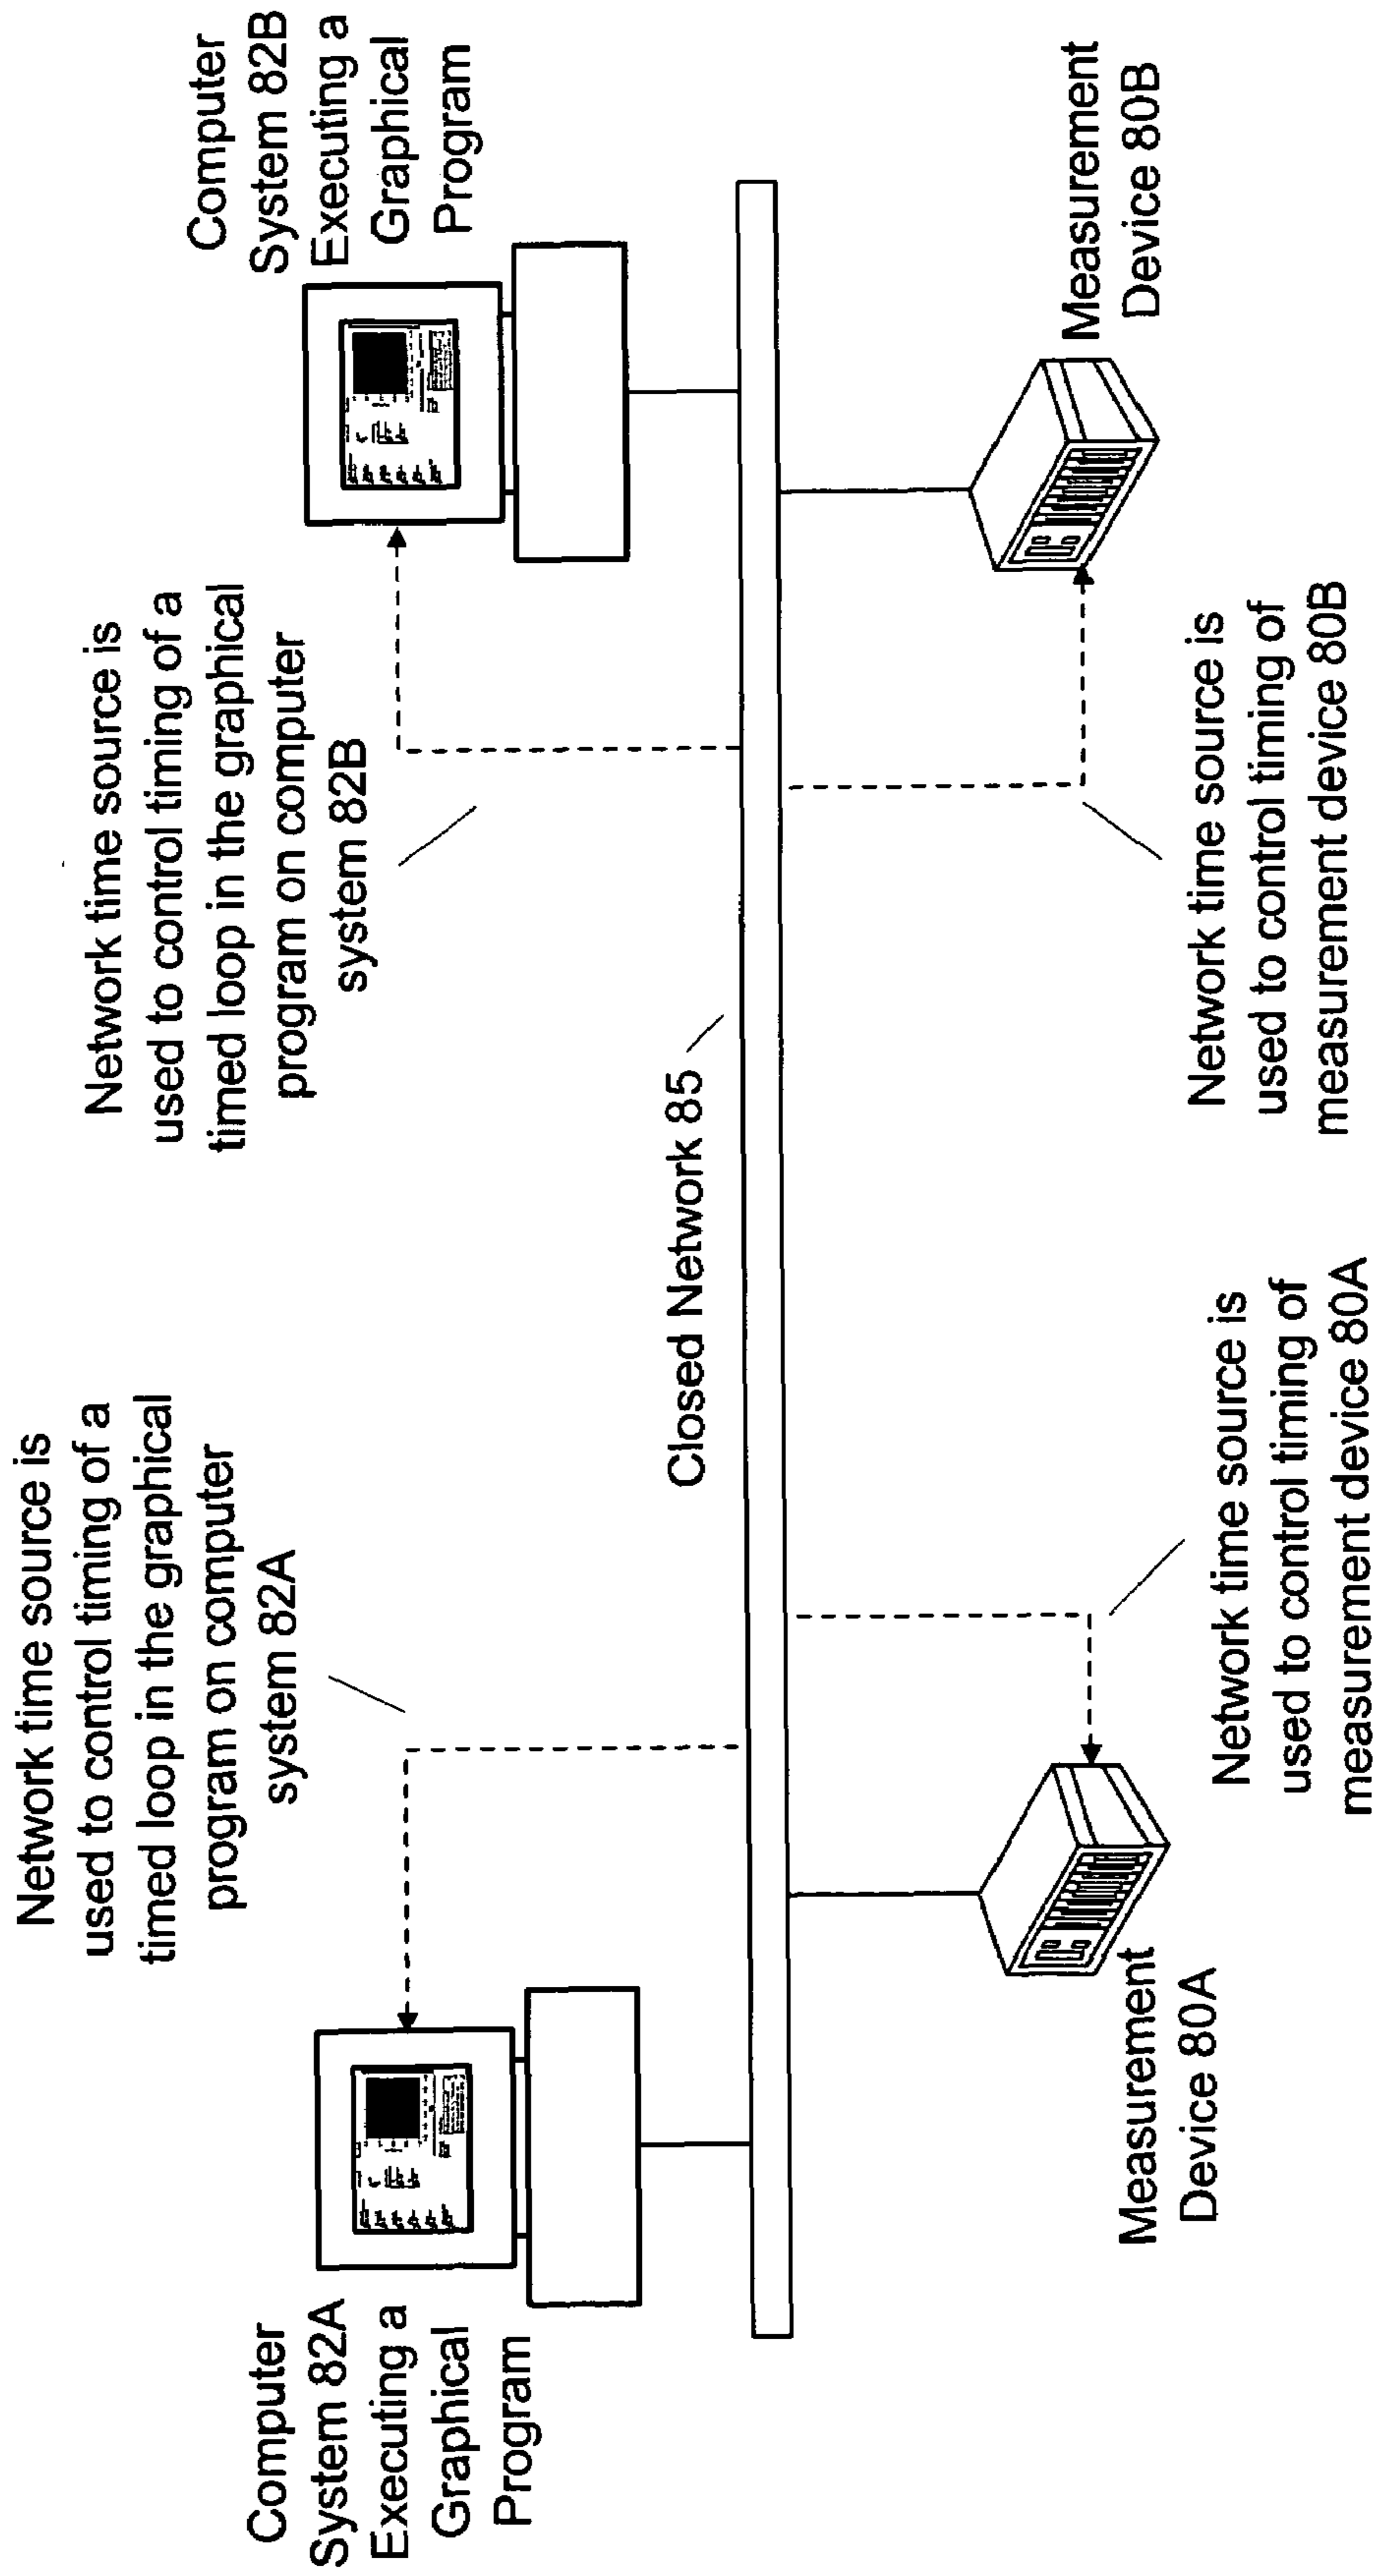 Network time source is
used to control timing of a
timed loop in the graphical
program on computer
system 82A
Network time source is
used to control timing of a
timed loop in the graphical
program on computer
system 82B
Computer
System 82A
Executing a
Graphical
Program
Computer
System 82B
Executing a
Graphical
Program
Closed Network 85
Measurement
Device 80A
Network time source is
used to control timing of
measurement device 80A
Network time source is
used to control timing of
measurement device 80B
Measurement
Device 80B